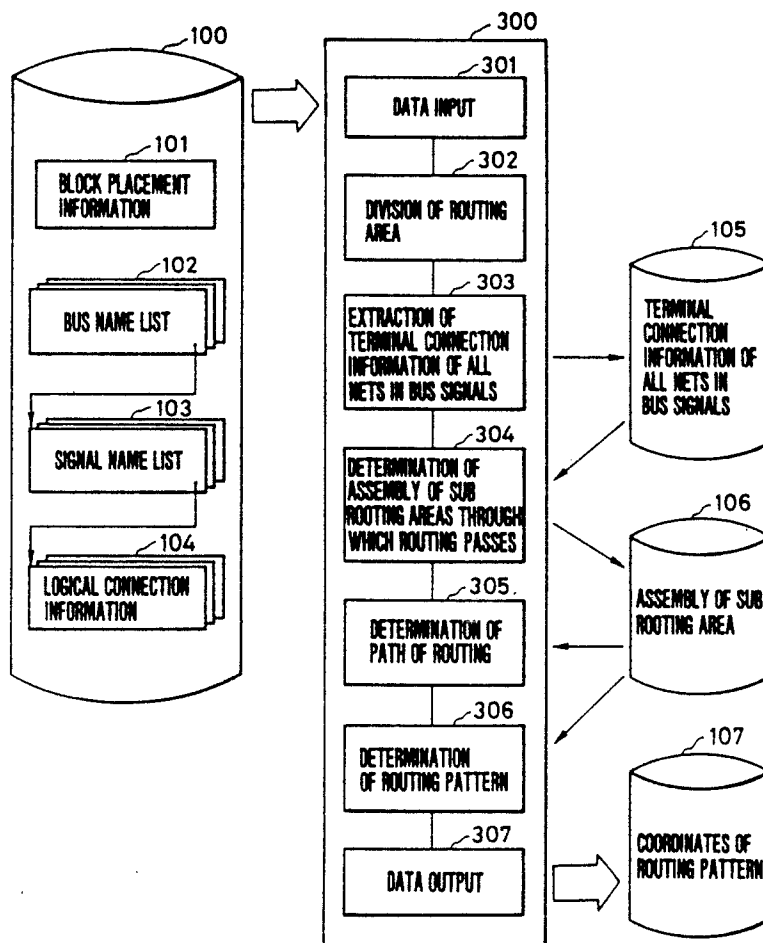 100
101
BLOCK PLACEMENT
INFORMATION
102
BUS NAME LIST
103
SIGNAL NAME LIST
104
LOGICAL CONNECTION
INFORMATION
300
301
DATA INPUT
302
DIVISION OF ROUTING
AREA
303
EXTRACTION OF
TERMINAL CONNECTION
INFORMATION OF ALL
NETS IN BUS SIGNALS
304
DETERMINATION OF
ASSEMBLY OF SUB
ROOTING AREAS THROUGH
WHICH ROUTING PASSES
305
DETERMINATION OF
PATH OF ROUTING
306
DETERMINATION
OF ROUTING PATTERN
307
DATA OUTPUT
105
TERMINAL
CONNECTION
INFORMATION OF
ALL NETS IN
BUS SIGNALS
106
ASSEMBLY OF SUB
ROOTING AREA
107
COORDINATES OF
ROUTING PATTERN